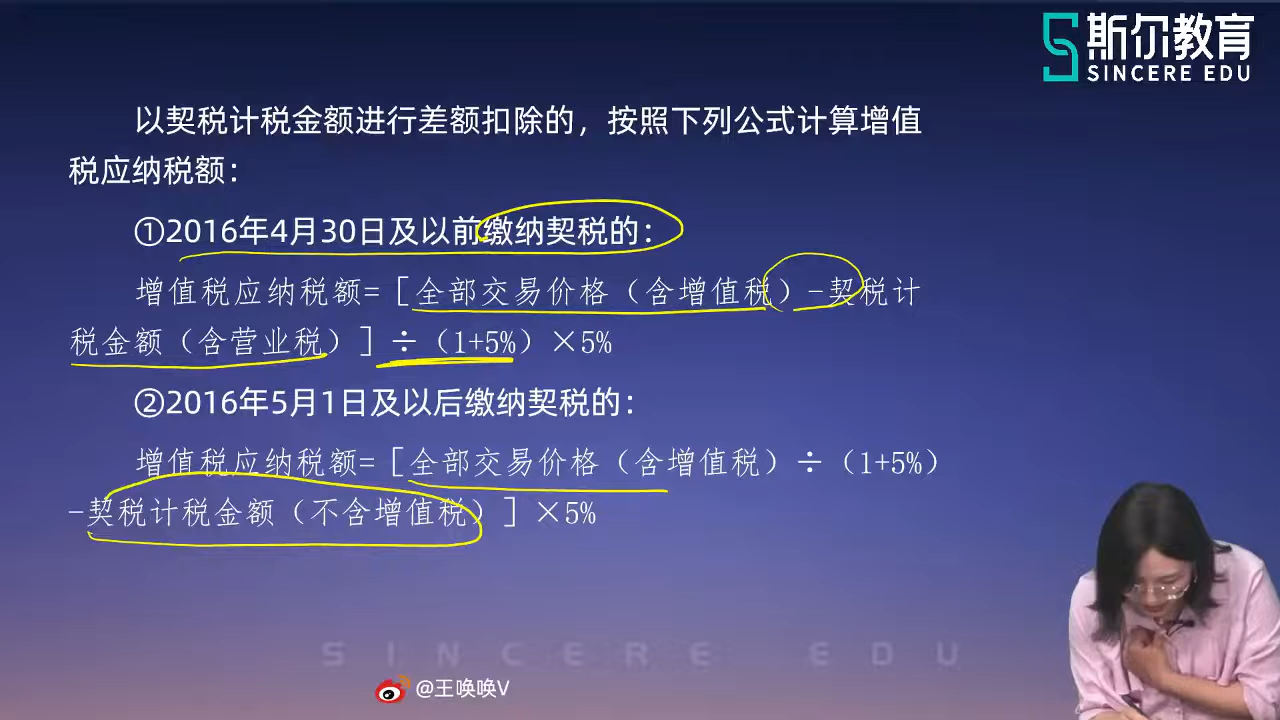 斯尔教育
SINCERE EDU
以契税计税金额进行差额扣除的，按照下列公式计算增值
税应纳税额：
①2016年4月30日及以前缴纳契税的：
增值税应纳税额=［全部交易价格（含增值税）-契税计
税金额（含营业税）］÷（1+5%）×5%
②2016年5月1日及以后缴纳契税的：
增值税应纳税额=［全部交易价格（含增值税）÷（1+5%）
-契税计税金额（不含增值税）］×5%
SINCERE EDU
@王唤唤V